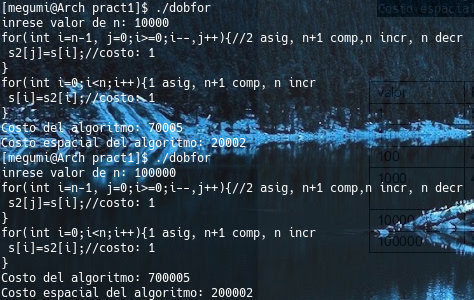 [megumi@Arch pract1]$ ./dobfor
inrese valor de n: 10000
for(int i=n-1, j=0;i>=0;i--,j++){//2 asig, n+1 comp,n incr, n decr
s2[j]=s[i];//costo: 1
}
for(int i=0;i<n;i++){1 asig, n+1 comp, n incr
s[i]=s2[i];//costo: 1
}
Costo del algoritmo: 70005
Costo espacial del algoritmo: 20002
[megumi@Arch pract1]$ ./dobfor
inrese valor de n: 100000
for(int i=n-1, j=0;i>=0;i--,j++){//2 asig, n+1 comp,n incr, n decr
s2[j]=s[i];//costo: 1
}
for(int i=0;i<n;i++){1 asig, n+1 comp, n incr
s[i]=s2[i];//costo: 1
}
Costo del algoritmo: 700005
Costo espacial del algoritmo: 200002
Costo espacia
valor
100
1000
10000
100000